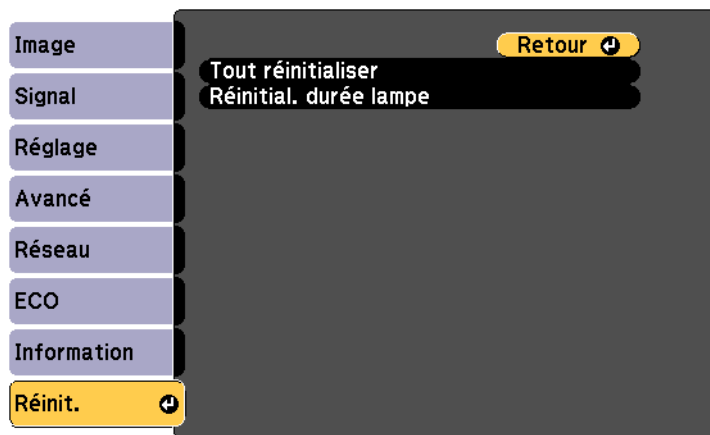 Image
Signal
Réglage
Avancé
Réseau
ECO
Information
Réinit.
Retour
Tout réinitialiser
Réinitial. durée lampe